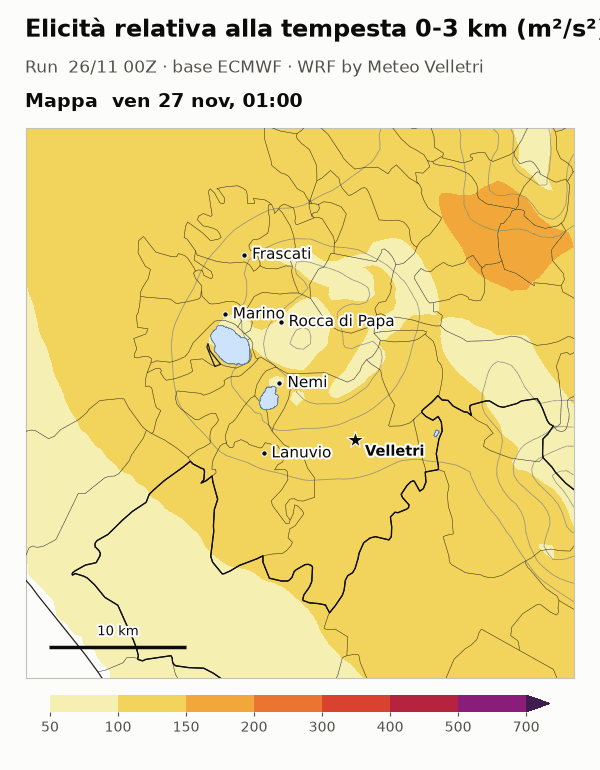 Elicità relativa alla tempesta 0-3 km (m²/s²)
Run  26/11 00Z · base ECMWF · WRF by Meteo Velletri
Mappa  ven 27 nov, 01:00
Frascati
Marino
Rocca di Papa
Nemi
Velletri
Lanuvio
10 km
50 100 150 200 300 400 500 700